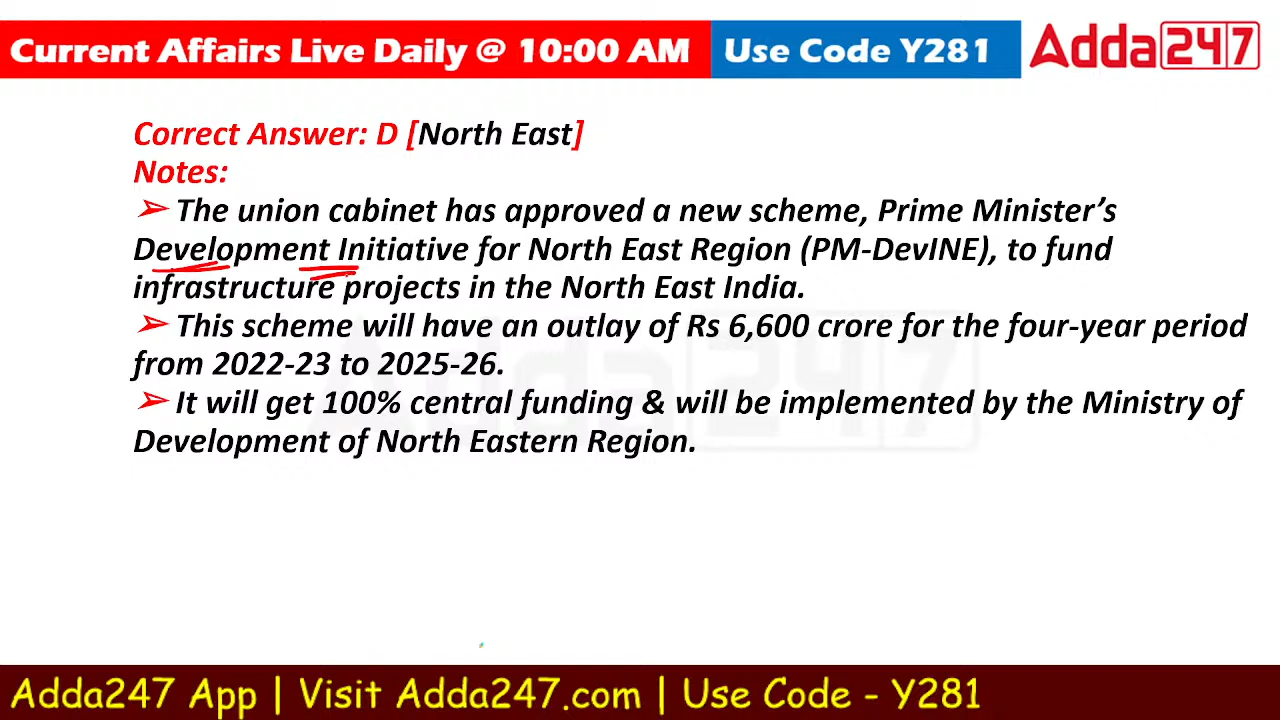 Current Affairs Live Daily @ 10:00 AM
Use Code Y281
Adda247
Correct Answer: D [North East]
Notes:
➢ The union cabinet has approved a new scheme, Prime Minister’s
Development Initiative for North East Region (PM-DevINE), to fund
infrastructure projects in the North East India.
➢ This scheme will have an outlay of Rs 6,600 crore for the four-year period
from 2022-23 to 2025-26.
➢ It will get 100% central funding & will be implemented by the Ministry of
Development of North Eastern Region.
Adda247
Adda247 App | Visit Adda247.com | Use Code - Y281